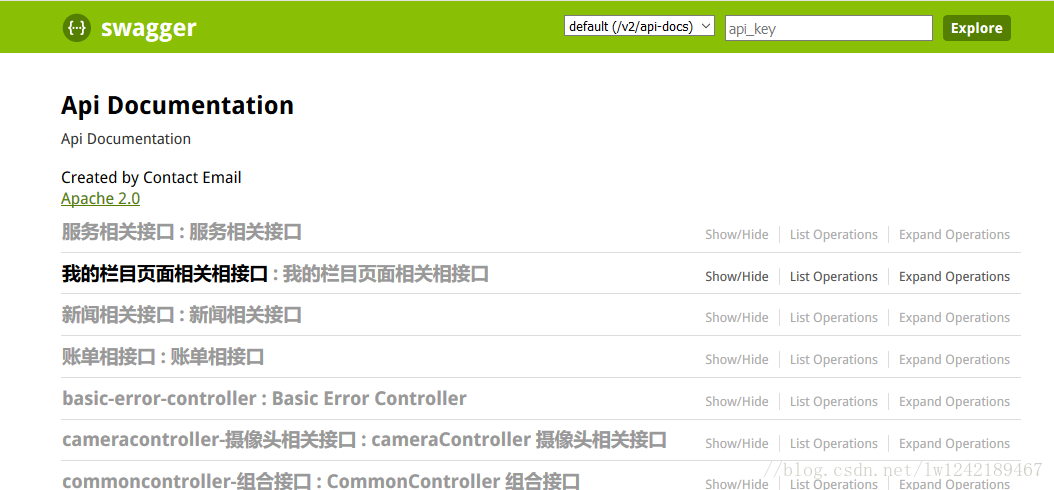 swagger default (/v2/api-docs) api_key Explore
Api Documentation
Api Documentation
Created by Contact Email
Apache 2.0
服务相关接口 : 服务相关接口 Show/Hide List Operations Expand Operations
我的栏目页面相关相接口 : 我的栏目页面相关相接口 Show/Hide List Operations Expand Operations
新闻相关接口 : 新闻相关接口 Show/Hide List Operations Expand Operations
账单相接口 : 账单相接口 Show/Hide List Operations Expand Operations
basic-error-controller : Basic Error Controller Show/Hide List Operations Expand Operations
cameracontroller-摄像头相关接口 : cameraController 摄像头相关接口 Show/Hide List Operations Expand Operations
commoncontroller-组合接口 : CommonController 组合接口 Show/Hide List Operations Expand Operations
//blog.csdn.net/lw1242189467